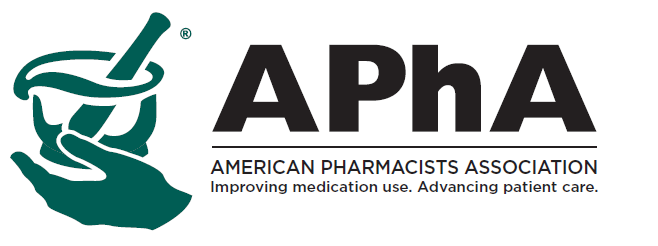 ®
APhA
AMERICAN PHARMACISTS ASSOCIATION
Improving medication use. Advancing patient care.